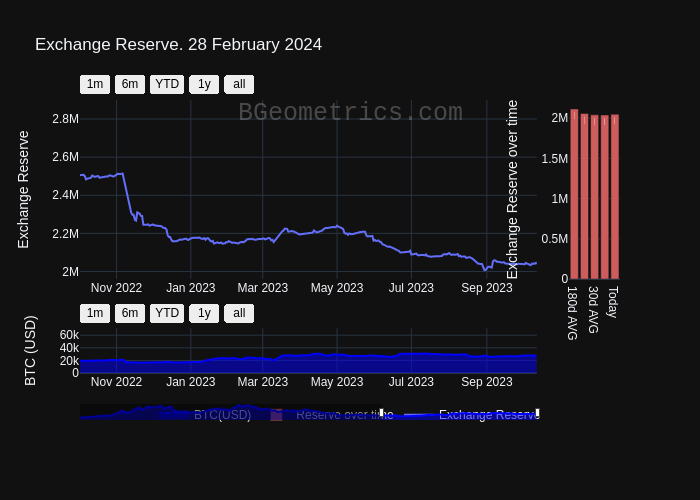 Exchange Reserve. 28 February 2024
1m 6m YTD 1y all
BGeometrics.com
Exchange Reserve
2.8M
2.6M
2.4M
2.2M
2M
Nov 2022 Jan 2023 Mar 2023 May 2023 Jul 2023 Sep 2023
Exchange Reserve over time
2M
1.5M
1M
0.5M
0
180d AVG
30d AVG
Today
1m 6m YTD 1y all
BTC (USD)
60k
40k
20k
0
Nov 2022 Jan 2023 Mar 2023 May 2023 Jul 2023 Sep 2023
BTC(USD) Reserve over time Exchange Reserve